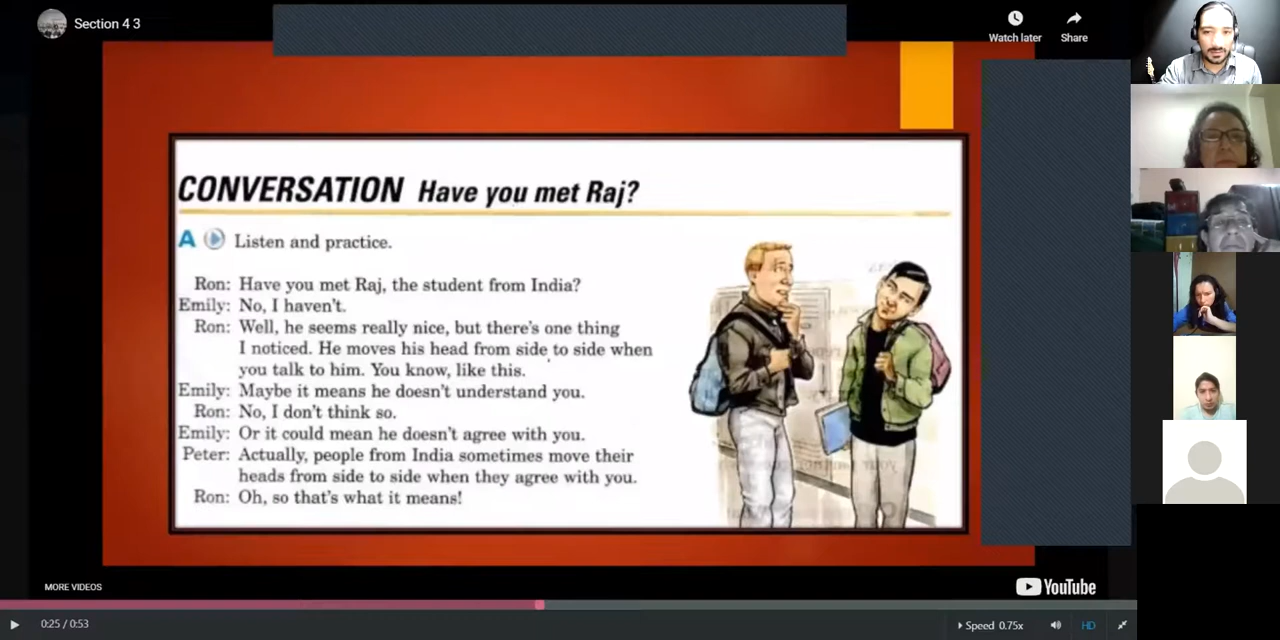 Section 4 3
Watch later
Share
CONVERSATION Have you met Raj?
A Listen and practice.
Ron: Have you met Raj, the student from India?
Emily: No, I haven't.
Ron: Well, he seems really nice, but there's one thing
I noticed. He moves his head from side to side when
you talk to him. You know, like this.
Emily: Maybe it means he doesn't understand you.
Ron: No, I don't think so.
Emily: Or it could mean he doesn't agree with you.
Peter: Actually, people from India sometimes move their
heads from side to side when they agree with you.
Ron: Oh, so that's what it means!
MORE VIDEOS
YouTube
0:25 / 0:53
Speed 0.75x
HD